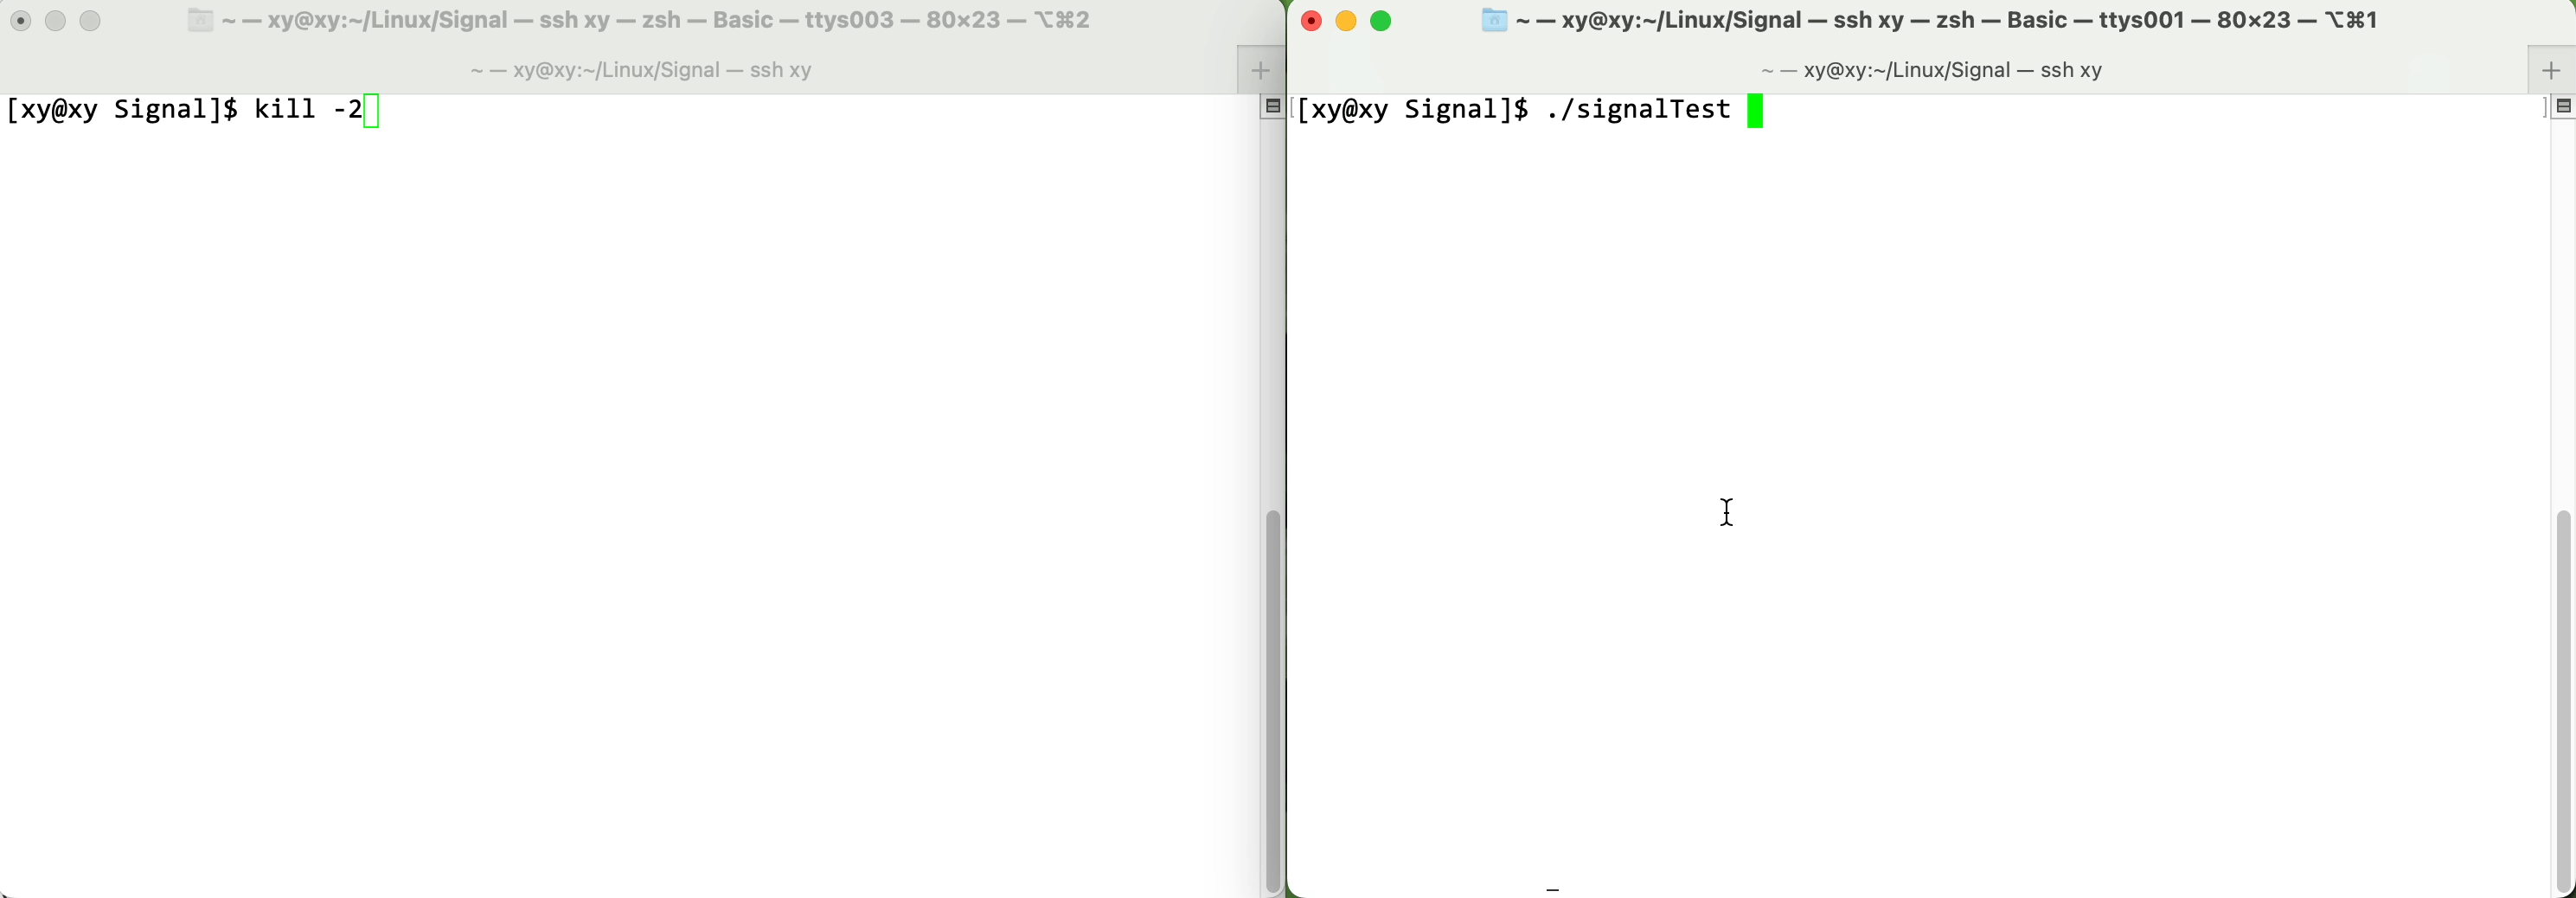 ~ — xy@xy:~/Linux/Signal — ssh xy — zsh — Basic — ttys003 — 80×23 — ⌥⌘2
~ — xy@xy:~/Linux/Signal — ssh xy
[xy@xy Signal]$ kill -2
~ — xy@xy:~/Linux/Signal — ssh xy — zsh — Basic — ttys001 — 80×23 — ⌥⌘1
~ — xy@xy:~/Linux/Signal — ssh xy
[[xy@xy Signal]$ ./signalTest ]